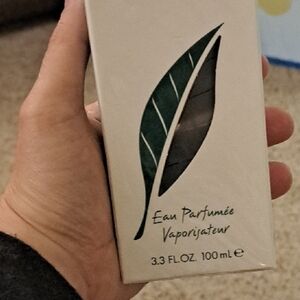 Eau Parfumée
Vaporisateur
3.3 FL.OZ. 100 ml e